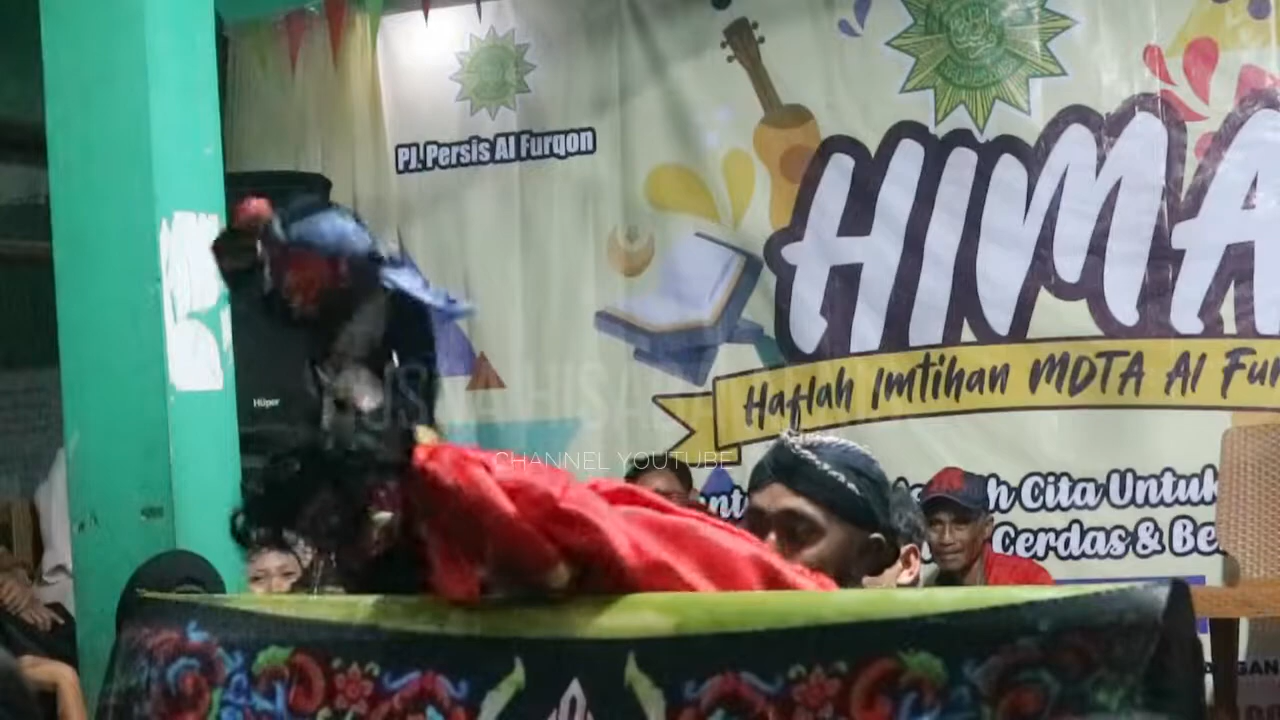 PJ. Persis Al Furqon
HIMA
Haflah Imtihan MDTA Al Fur
Hüper
CHANNEL YOUTUBE
h Cita Untuk
Cerdas & Be